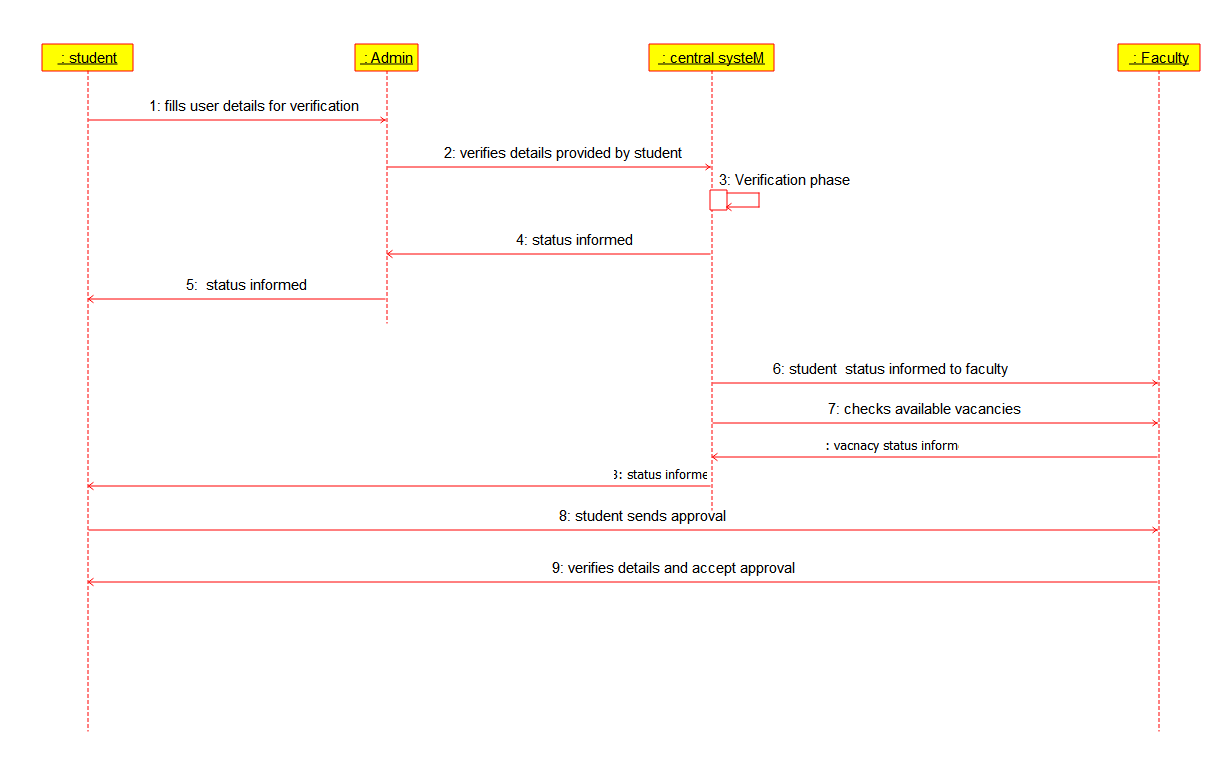 : student
: Admin
: central systeM
: Faculty
1: fills user details for verification
2: verifies details provided by student
3: Verification phase
4: status informed
5:  status informed
6: student  status informed to faculty
7: checks available vacancies
: vacnacy status inform
: status informe
8: student sends approval
9: verifies details and accept approval